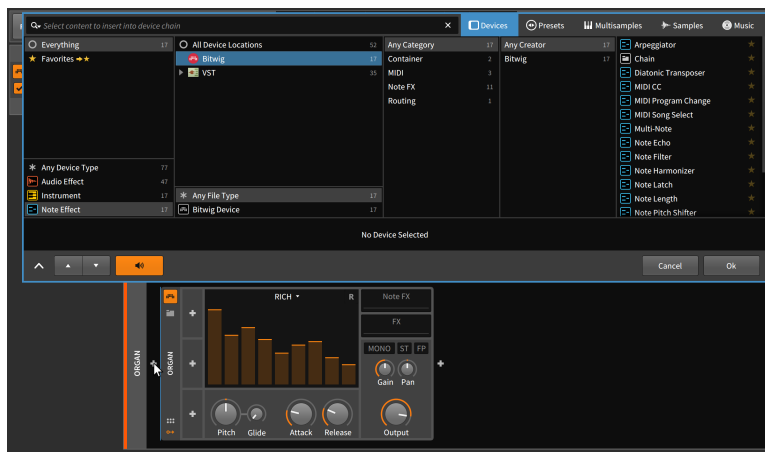 Select content to insert into device chain
Devices
Presets
Multisamples
Samples
Music
Everything 17
Favorites
Any Device Type 77
Audio Effect 47
Instrument 17
Note Effect 17
All Device Locations 52
Bitwig 17
VST 35
Any File Type 17
Bitwig Device 17
Any Category 17
Container 2
MIDI 3
Note FX 11
Routing 1
Any Creator 17
Bitwig 17
Arpeggiator
Chain
Diatonic Transposer
MIDI CC
MIDI Program Change
MIDI Song Select
Multi-Note
Note Echo
Note Filter
Note Harmonizer
Note Latch
Note Length
Note Pitch Shifter
No Device Selected
Cancel
Ok
ORGAN
ORGAN
RICH R
Note FX
FX
MONO ST FP
Gain Pan
Pitch Glide Attack Release Output